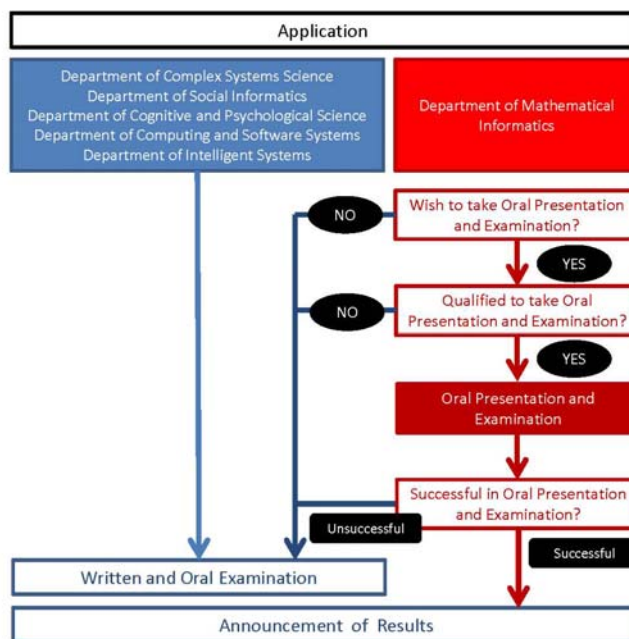 Application
Department of Complex Systems Science
Department of Social Informatics
Department of Cognitive and Psychological Science
Department of Computing and Software Systems
Department of Intelligent Systems
Department of Mathematical
Informatics
Wish to take Oral Presentation
and Examination?
NO
YES
Qualified to take Oral
Presentation and Examination?
NO
YES
Oral Presentation and
Examination
Successful in Oral Presentation
and Examination?
Unsuccessful
Successful
Written and Oral Examination
Announcement of Results